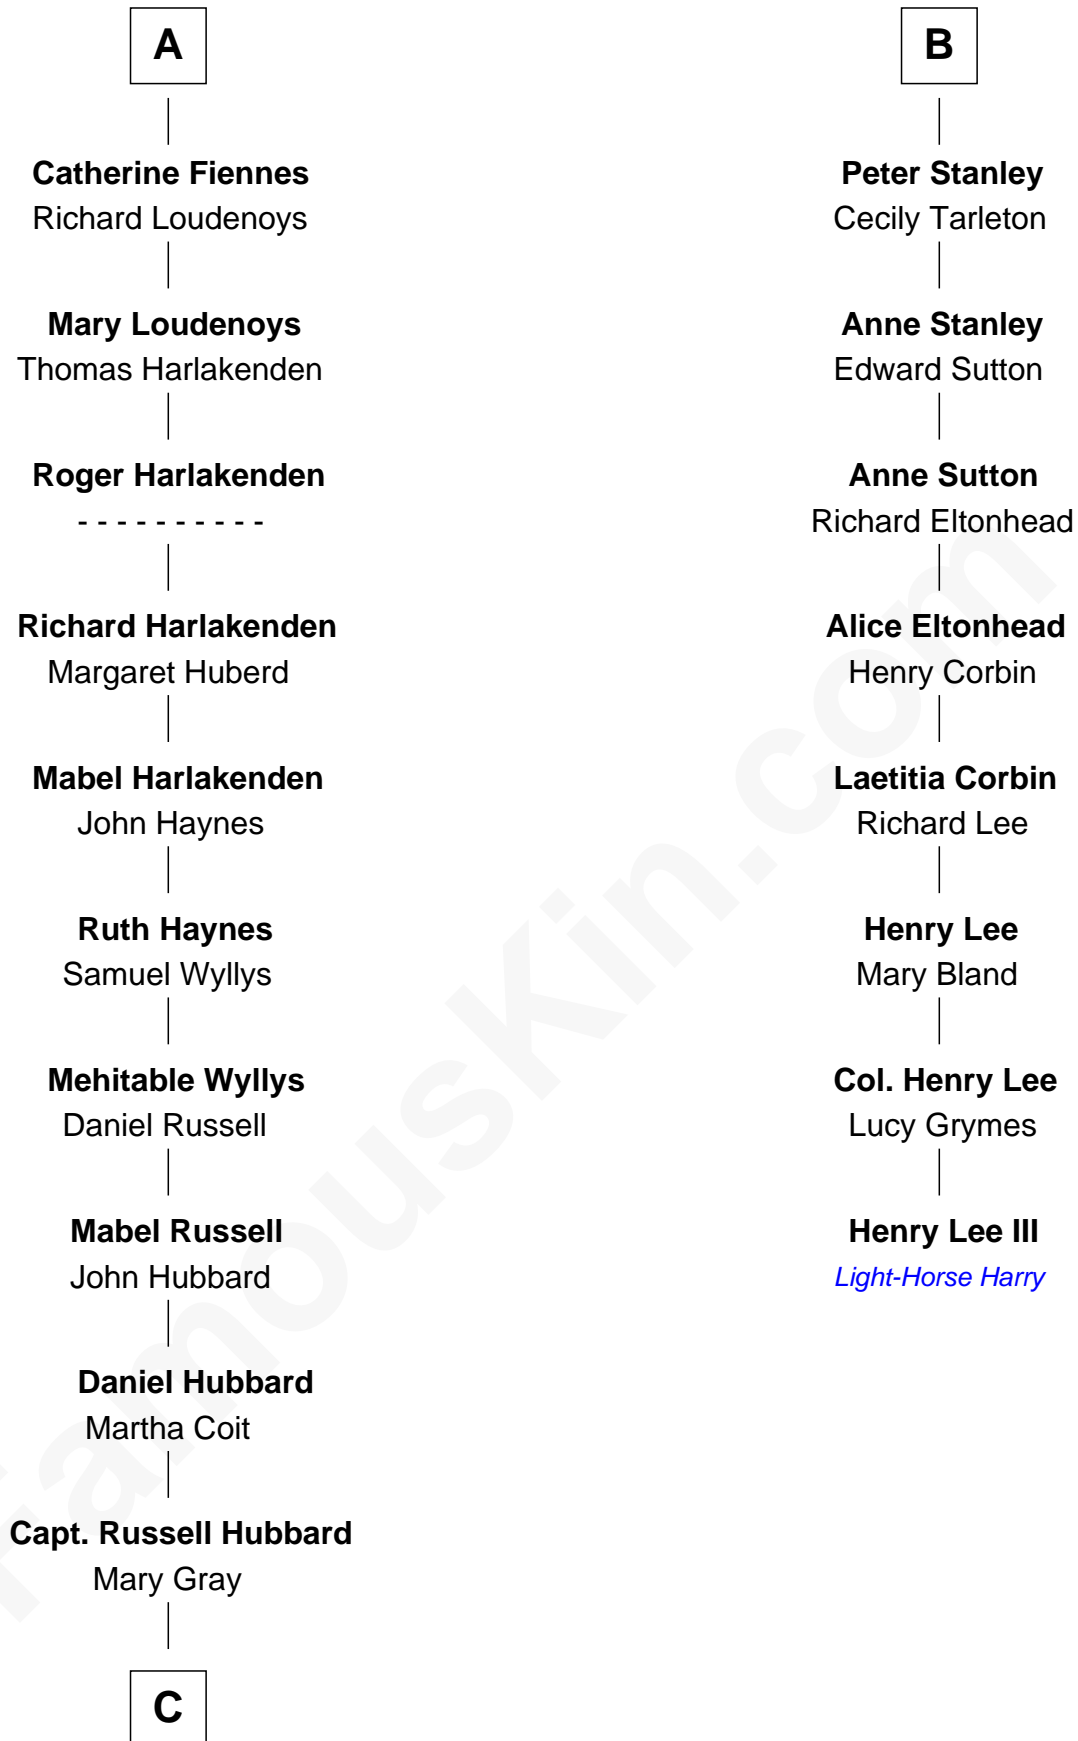 A
Catherine Fiennes
Richard Loudenoys
Mary Loudenoys
Thomas Harlakenden
Roger Harlakenden
- - - - - - - - - -
Richard Harlakenden
Margaret Huberd
Mabel Harlakenden
John Haynes
Ruth Haynes
Samuel Wyllys
Mehitable Wyllys
Daniel Russell
Mabel Russell
John Hubbard
Daniel Hubbard
Martha Coit
Capt. Russell Hubbard
Mary Gray
C
B
Peter Stanley
Cecily Tarleton
Anne Stanley
Edward Sutton
Anne Sutton
Richard Eltonhead
Alice Eltonhead
Henry Corbin
Laetitia Corbin
Richard Lee
Henry Lee
Mary Bland
Col. Henry Lee
Lucy Grymes
Henry Lee III
Light-Horse Harry
FamousKin.com